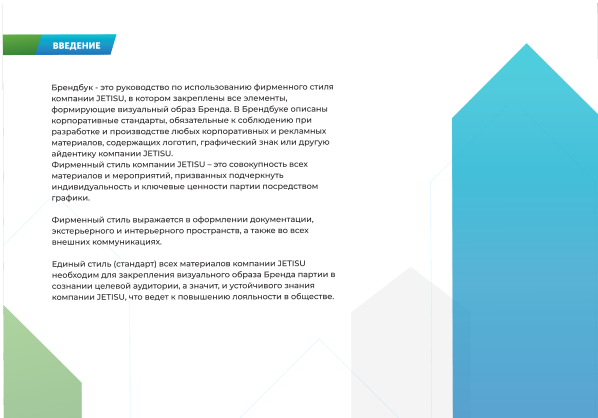 ВВЕДЕНИЕ
Брендбук - это руководство по использованию фирменного стиля
компании JETISU, в котором закреплены все элементы,
формирующие визуальный образ Бренда. В Брендбуке описаны
корпоративные стандарты, обязательные к соблюдению при
разработке и производстве любых корпоративных и рекламных
материалов, содержащих логотип, графический знак или другую
айдентику компании JETISU.
Фирменный стиль компании JETISU – это совокупность всех
материалов и мероприятий, призванных подчеркнуть
индивидуальность и ключевые ценности партии посредством
графики.
Фирменный стиль выражается в оформлении документации,
экстерьерного и интерьерного пространств, а также во всех
внешних коммуникациях.
Единый стиль (стандарт) всех материалов компании JETISU
необходим для закрепления визуального образа Бренда партии в
сознании целевой аудитории, а значит, и устойчивого знания
компании JETISU, что ведет к повышению лояльности в обществе.